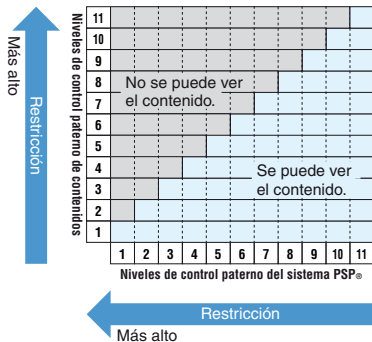 Más alto
Restricción
Niveles de control paterno de contenidos
11
10
9
8
7
6
5
4
3
2
1
No se puede ver
el contenido.
Se puede ver
el contenido.
1 2 3 4 5 6 7 8 9 10 11
Niveles de control paterno del sistema PSP®
Restricción
Más alto